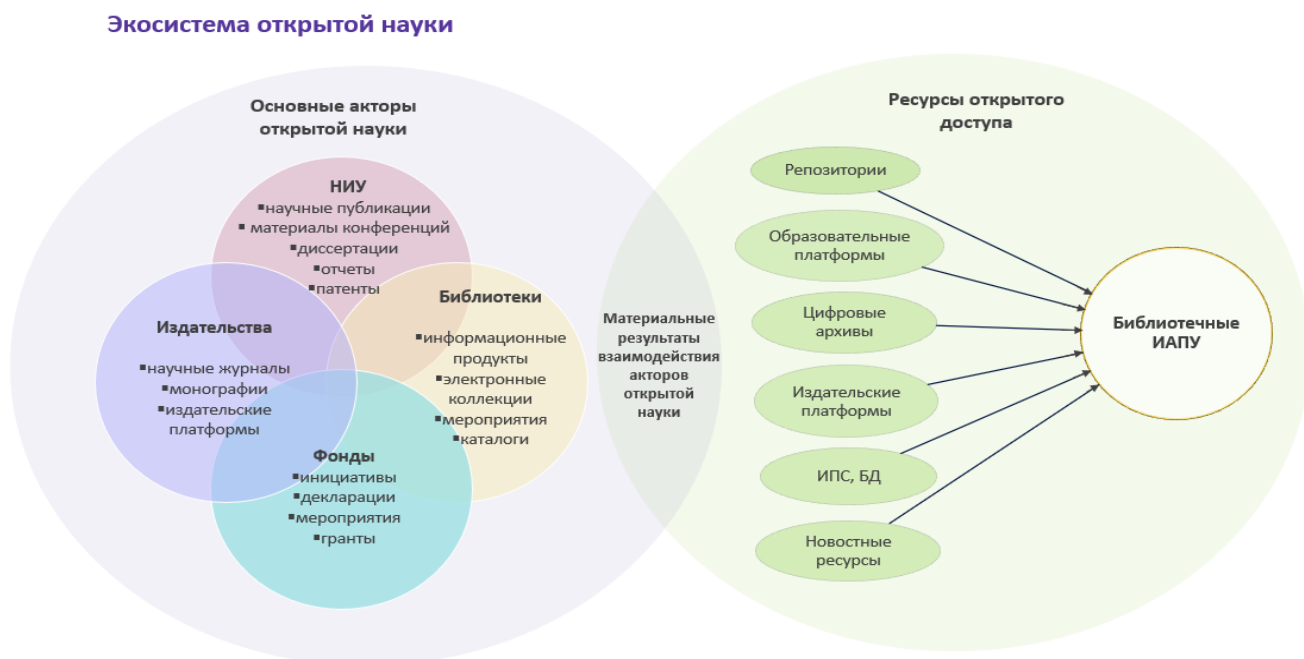 Экосистема открытой науки
Основные акторы
открытой науки
НИУ
▪научные публикации
▪ материалы конференций
▪диссертации
▪отчеты
▪патенты
Издательства
▪научные журналы
▪монографии
▪издательские
платформы
Библиотеки
▪информационные
продукты
▪электронные
коллекции
▪мероприятия
▪каталоги
Фонды
▪инициативы
▪декларации
▪мероприятия
▪гранты
Материальные
результаты
взаимодействия
акторов
открытой
науки
Ресурсы открытого
доступа
Репозитории
Образовательные
платформы
Цифровые
архивы
Издательские
платформы
ИПС, БД
Новостные
ресурсы
Библиотечные
ИАПУ